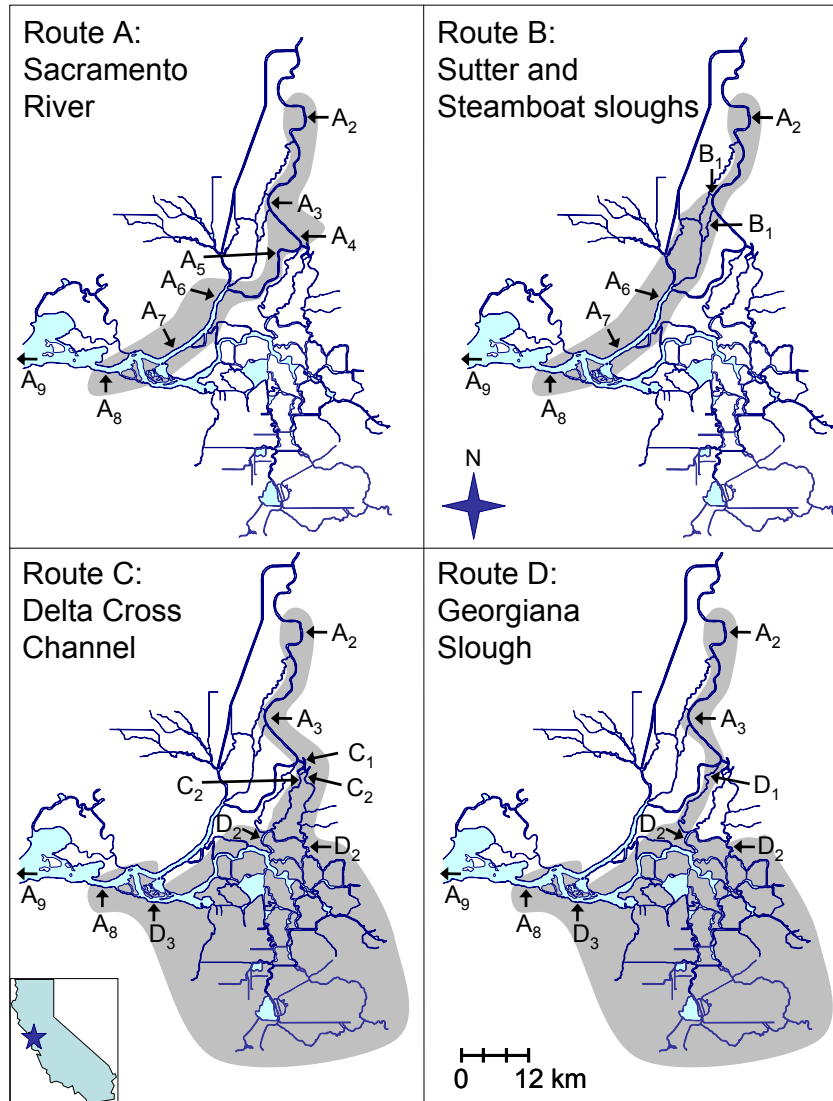 Route A:
Sacramento
River
A2
A3
A4
A5
A6
A7
A9
A8
Route B:
Sutter and
Steamboat sloughs
A2
B1
B1
A6
A7
A9
A8
N
Route C:
Delta Cross
Channel
A2
A3
C1
C2
C2
D2
D2
A9
A8
D3
Route D:
Georgiana
Slough
A2
A3
D1
D2
D2
A9
A8
D3
0 12 km